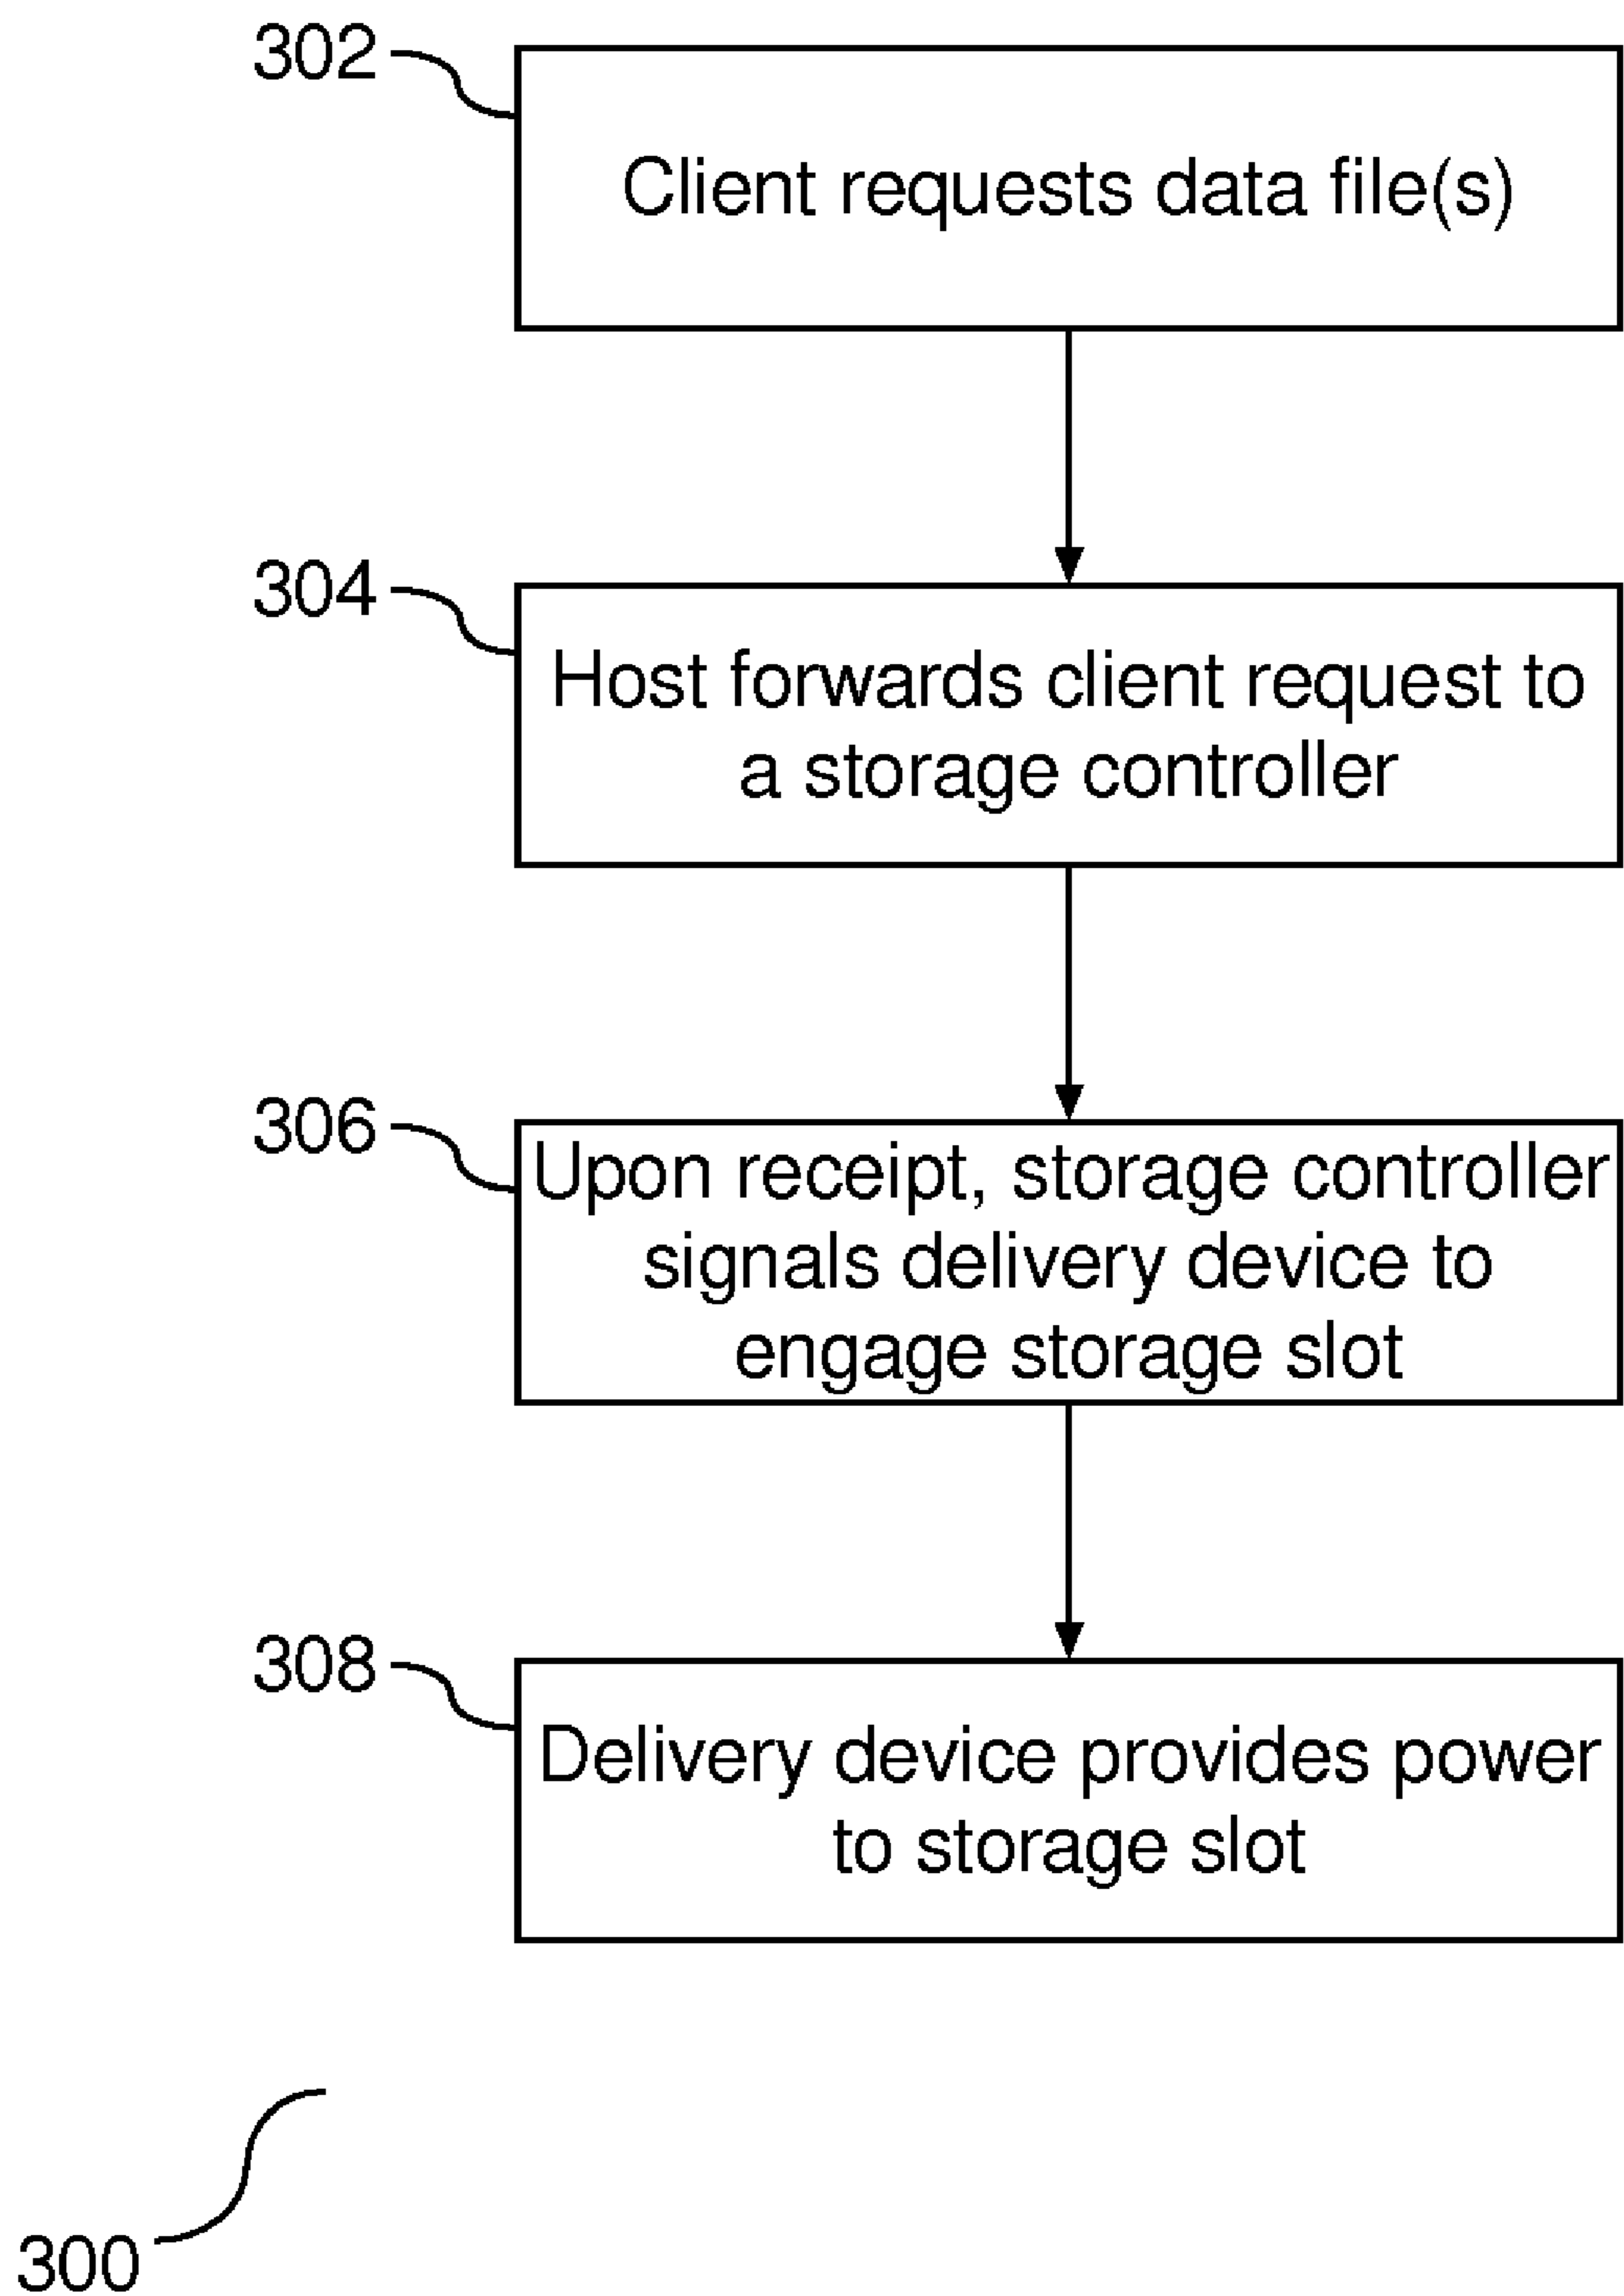 302
Client requests data file(s)
304
Host forwards client request to
a storage controller
306
Upon receipt, storage controller
signals delivery device to
engage storage slot
308
Delivery device provides power
to storage slot
300